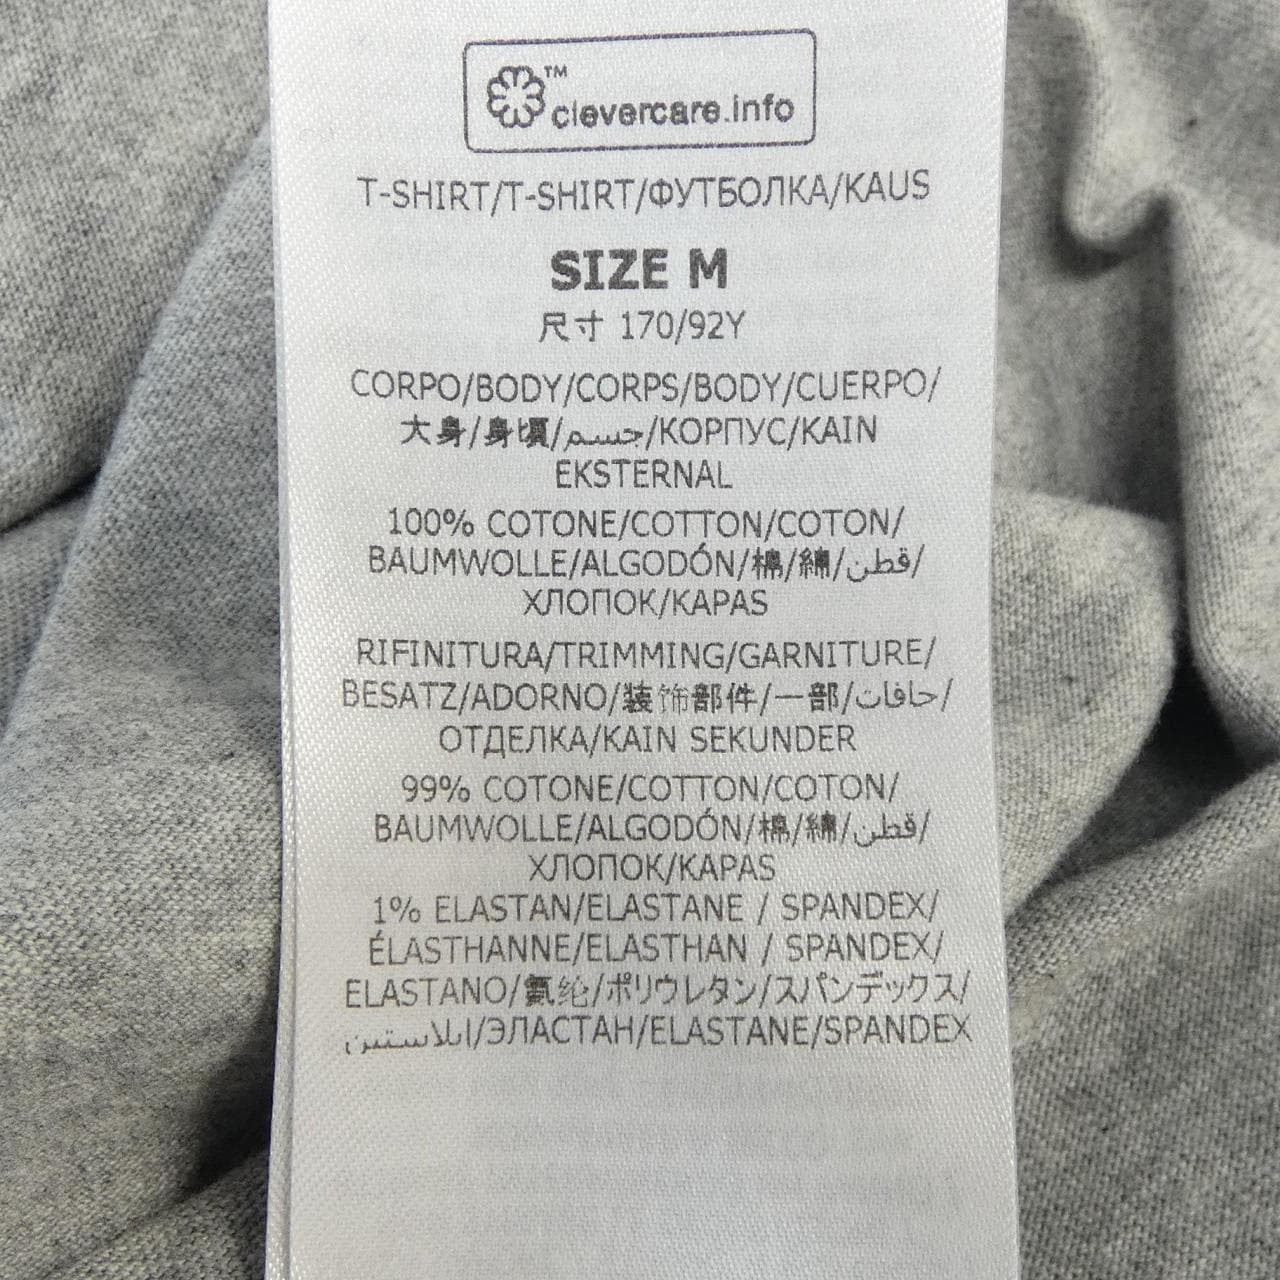 ™
clevercare.info
T-SHIRT/T-SHIRT/ФУТБОЛКА/KAUS
SIZE M
尺寸 170/92Y
CORPO/BODY/CORPS/BODY/CUERPO/
大身/身頃/جسم/КОРПУС/KAIN
EKSTERNAL
100% COTONE/COTTON/COTON/
BAUMWOLLE/ALGODÓN/棉/綿/قطن/
ХЛОПОК/KAPAS
RIFINITURA/TRIMMING/GARNITURE/
BESATZ/ADORNO/装饰部件/一部/حافات/
ОТДЕЛКА/KAIN SEKUNDER
99% COTONE/COTTON/COTON/
BAUMWOLLE/ALGODÓN/棉/綿/قطن/
ХЛОПОК/KAPAS
1% ELASTAN/ELASTANE / SPANDEX/
ÉLASTHANNE/ELASTHAN / SPANDEX/
ELASTANO/氨纶/ポリウレタン/スパンデックス/
ايلاستين/ЭЛАСТАН/ELASTANE/SPANDEX